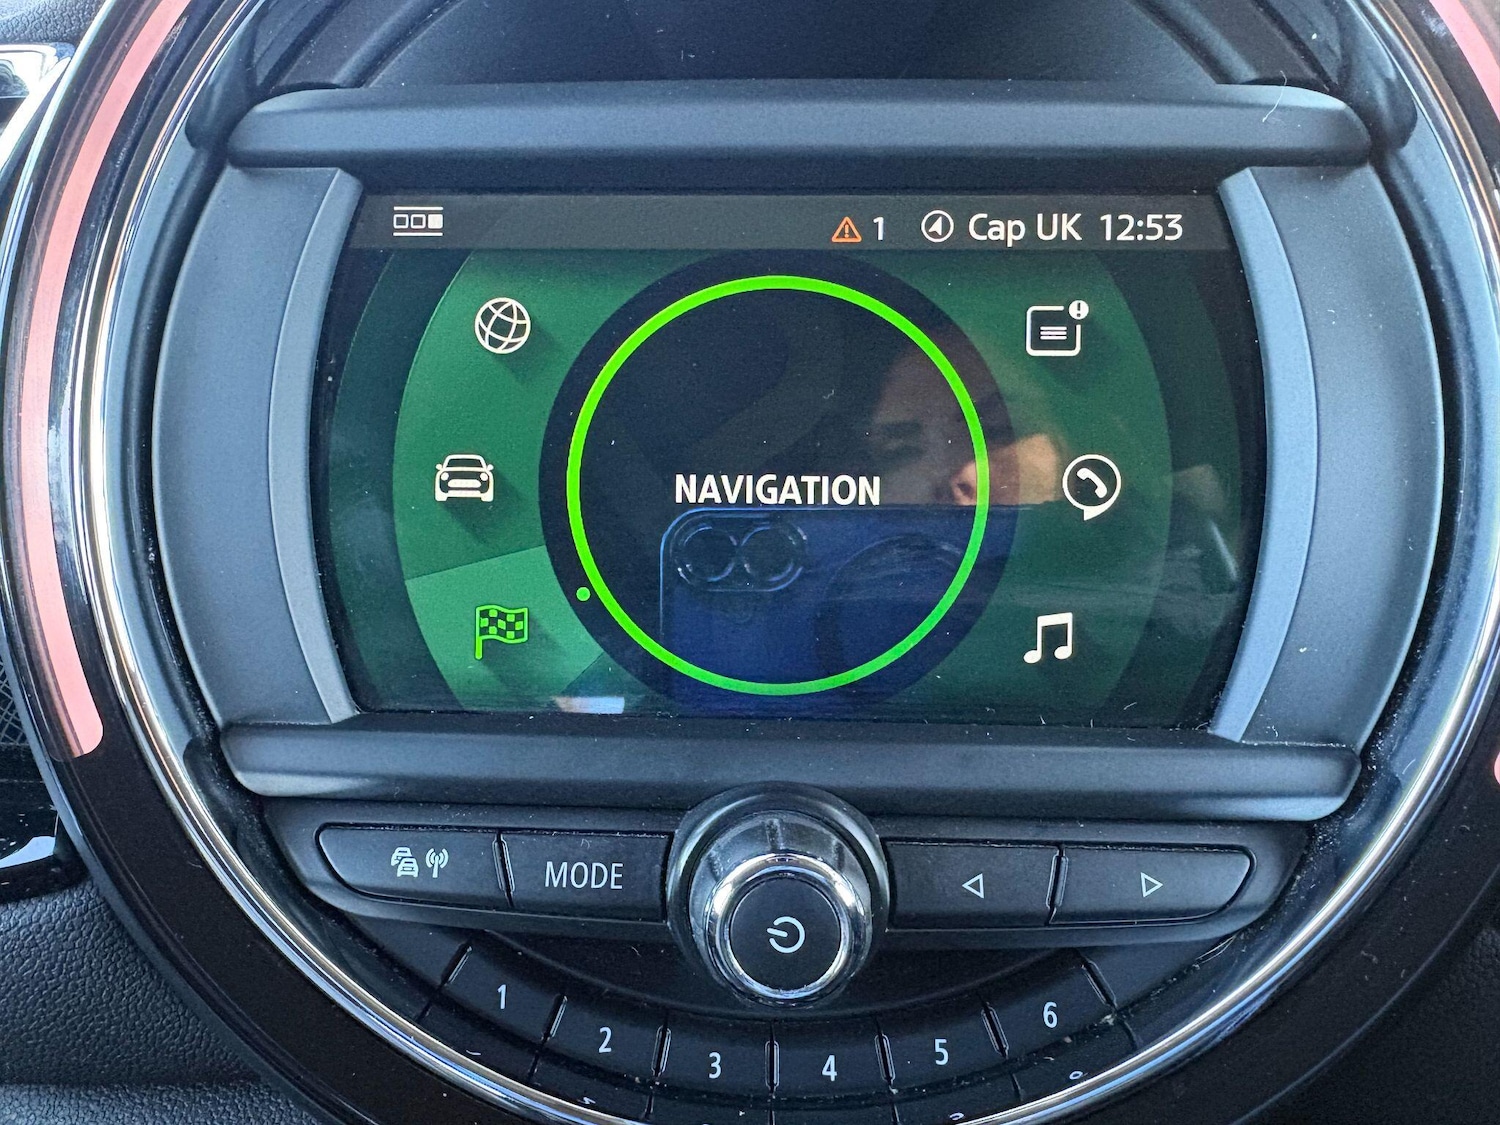 1 Cap UK 12:53
NAVIGATION
MODE
1 2 3 4 5 6